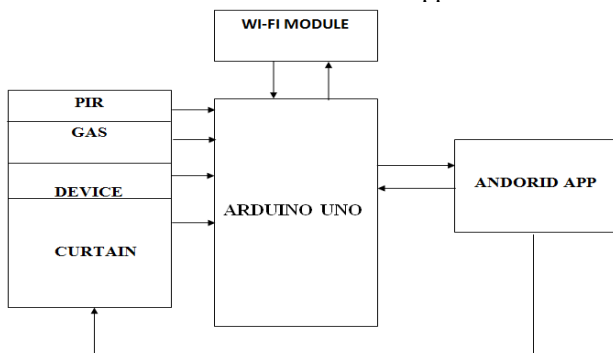 WI-FI MODULE
PIR
GAS
DEVICE
CURTAIN
ARDUINO UNO
ANDORID APP